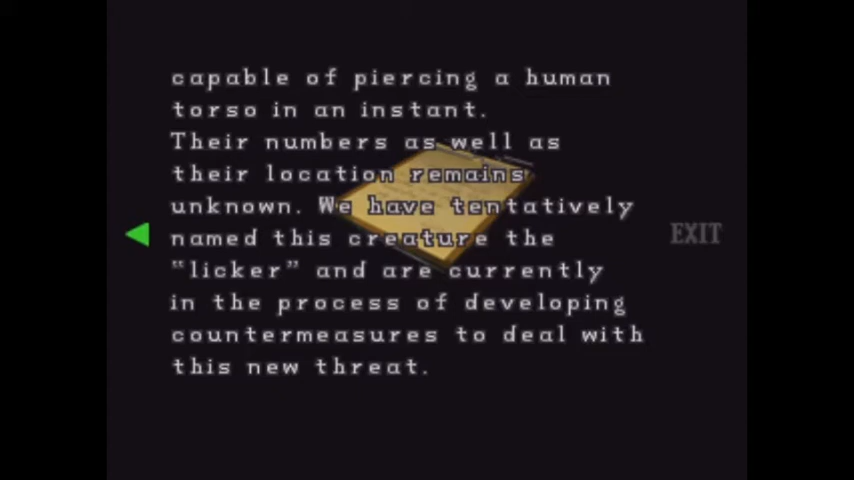 capable of piercing a human
torso in an instant.
Their numbers as well as
their location remains
unknown. We have tentatively
named this creature the
"licker" and are currently
in the process of developing
countermeasures to deal with
this new threat.
EXIT